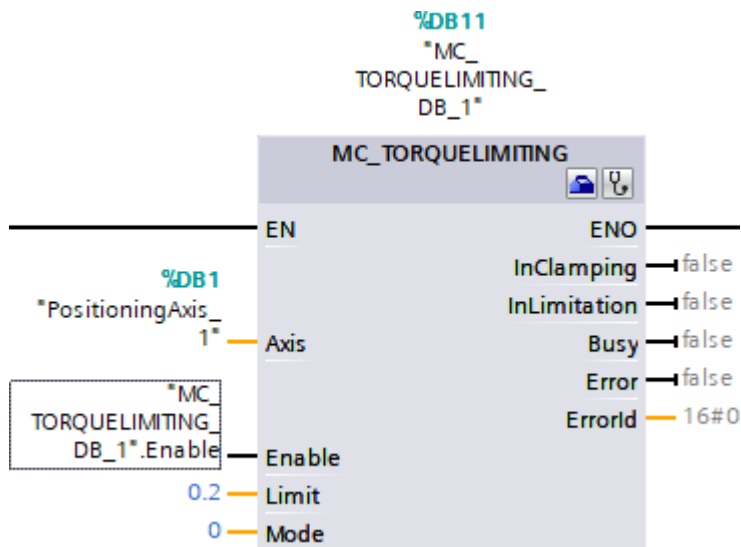 %DB11
"MC_
TORQUELIMITING_
DB_1"
MC_TORQUELIMITING
EN
ENO
InClamping
false
%DB1
InLimitation
false
"PositioningAxis_
1"
Axis
Busy
false
Error
false
"MC_
TORQUELIMITING_
DB_1".Enable
Enable
ErrorId
16#0
0.2
Limit
0
Mode